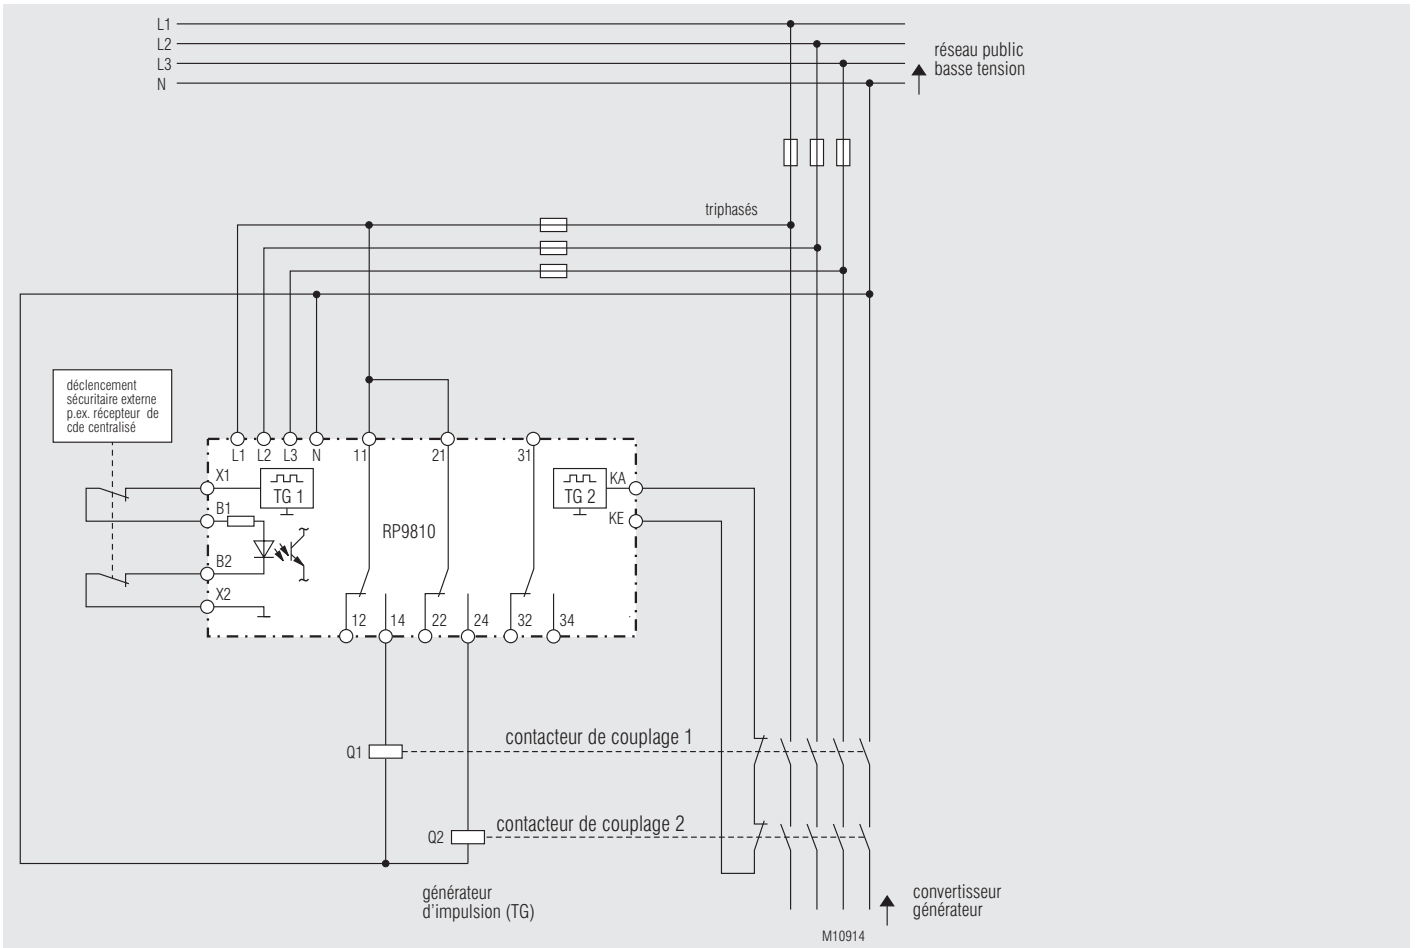 L1
L2
L3
N
réseau public
basse tension
triphasés
déclencement
sécuritaire externe
p.ex. récepteur de
cde centralisé
L1 L2 L3 N 11 21 31
X1
TG 1
TG 2
KA
B1
KE
RP9810
B2
X2
12 14 22 24 32 34
contacteur de couplage 1
Q1
contacteur de couplage 2
Q2
générateur
d'impulsion (TG)
convertisseur
générateur
M10914